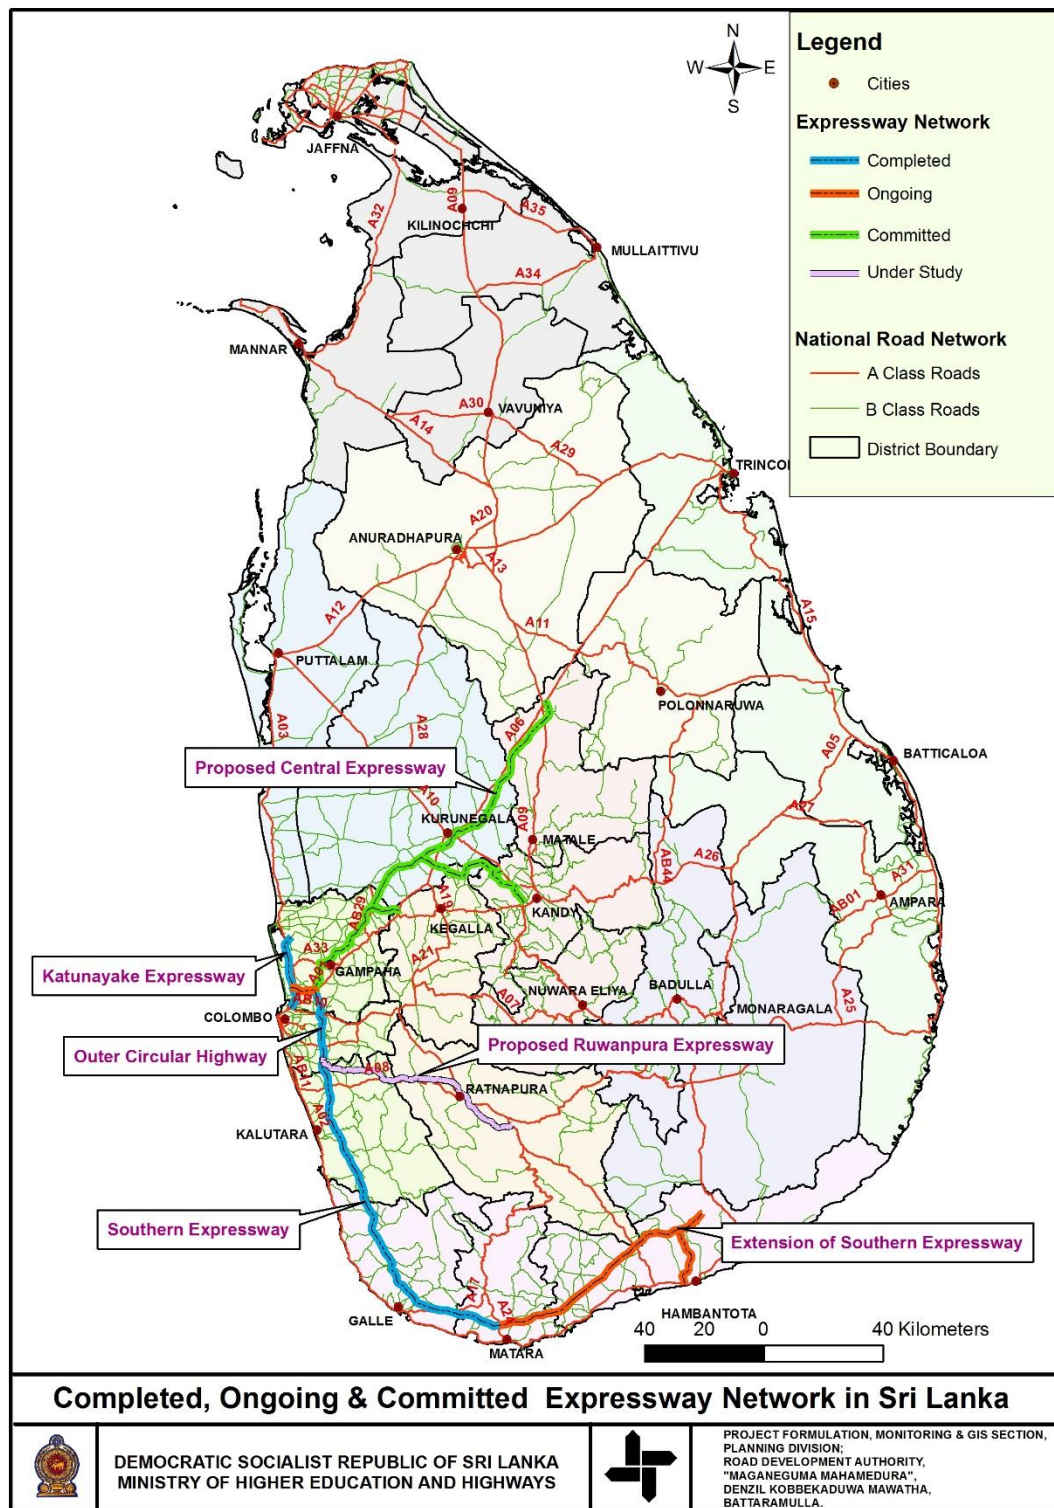 N
W E
S
Legend
Cities
Expressway Network
Completed
Ongoing
Committed
Under Study
National Road Network
A Class Roads
B Class Roads
District Boundary
JAFFNA
A09
A32
KILINOCHCHI
A35
MULLAITTIVU
A34
MANNAR
A30
VAVUNIYA
A14
A29
TRINCO
A20
ANURADHAPURA
A13
A12
A11
A15
PUTTALAM
POLONNARUWA
A03
A28
A06
A05
BATTICALOA
Proposed Central Expressway
A10
KURUNEGALA
A09
MATALE
A27
A26
AB44
A31
AB01
AMPARA
AB29
A19
KANDY
KEGALLA
A33
A21
Katunayake Expressway
GAMPAHA
A07
NUWARA ELIYA
BADULLA
MONARAGALA
A25
AB10
COLOMBO
Outer Circular Highway
Proposed Ruwanpura Expressway
AB11
A08
RATNAPURA
A02
KALUTARA
Southern Expressway
Extension of Southern Expressway
A17
GALLE
MATARA
HAMBANTOTA
40 20 0 40 Kilometers
Completed, Ongoing & Committed Expressway Network in Sri Lanka
DEMOCRATIC SOCIALIST REPUBLIC OF SRI LANKA
MINISTRY OF HIGHER EDUCATION AND HIGHWAYS
PROJECT FORMULATION, MONITORING & GIS SECTION,
PLANNING DIVISION;
ROAD DEVELOPMENT AUTHORITY,
"MAGANEGUMA MAHAMEDURA",
DENZIL KOBBEKADUWA MAWATHA,
BATTARAMULLA.